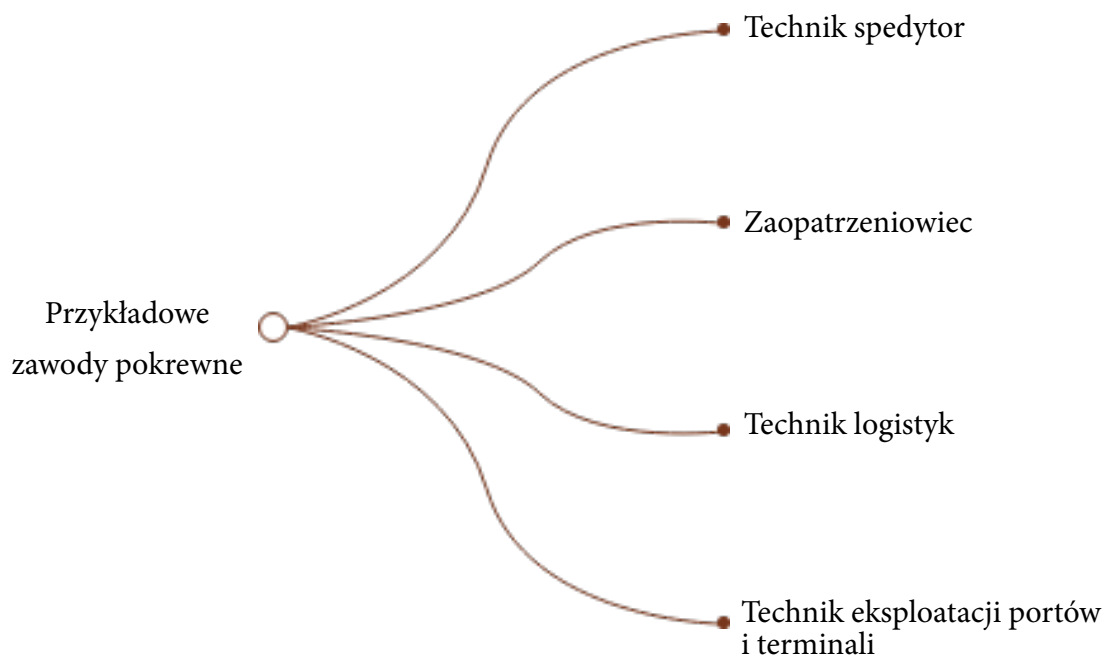 Technik spedytor
Zaopatrzeniowiec
Przykładowe
zawody pokrewne
Technik logistyk
Technik eksploatacji portów
i terminali